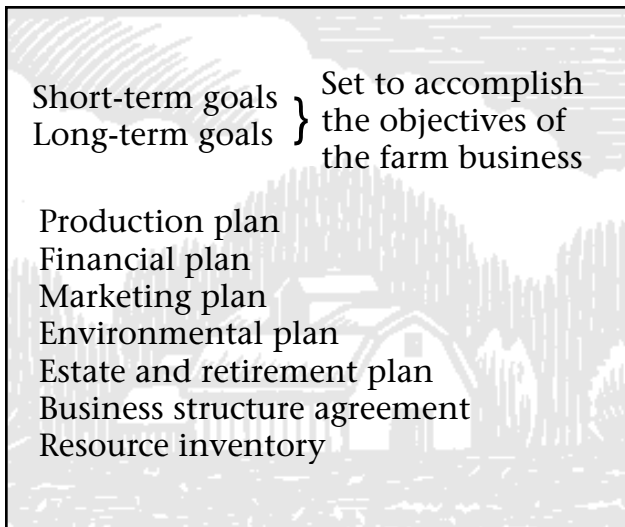 Short-term goals
Long-term goals
}
Set to accomplish
the objectives of
the farm business
Production plan
Financial plan
Marketing plan
Environmental plan
Estate and retirement plan
Business structure agreement
Resource inventory